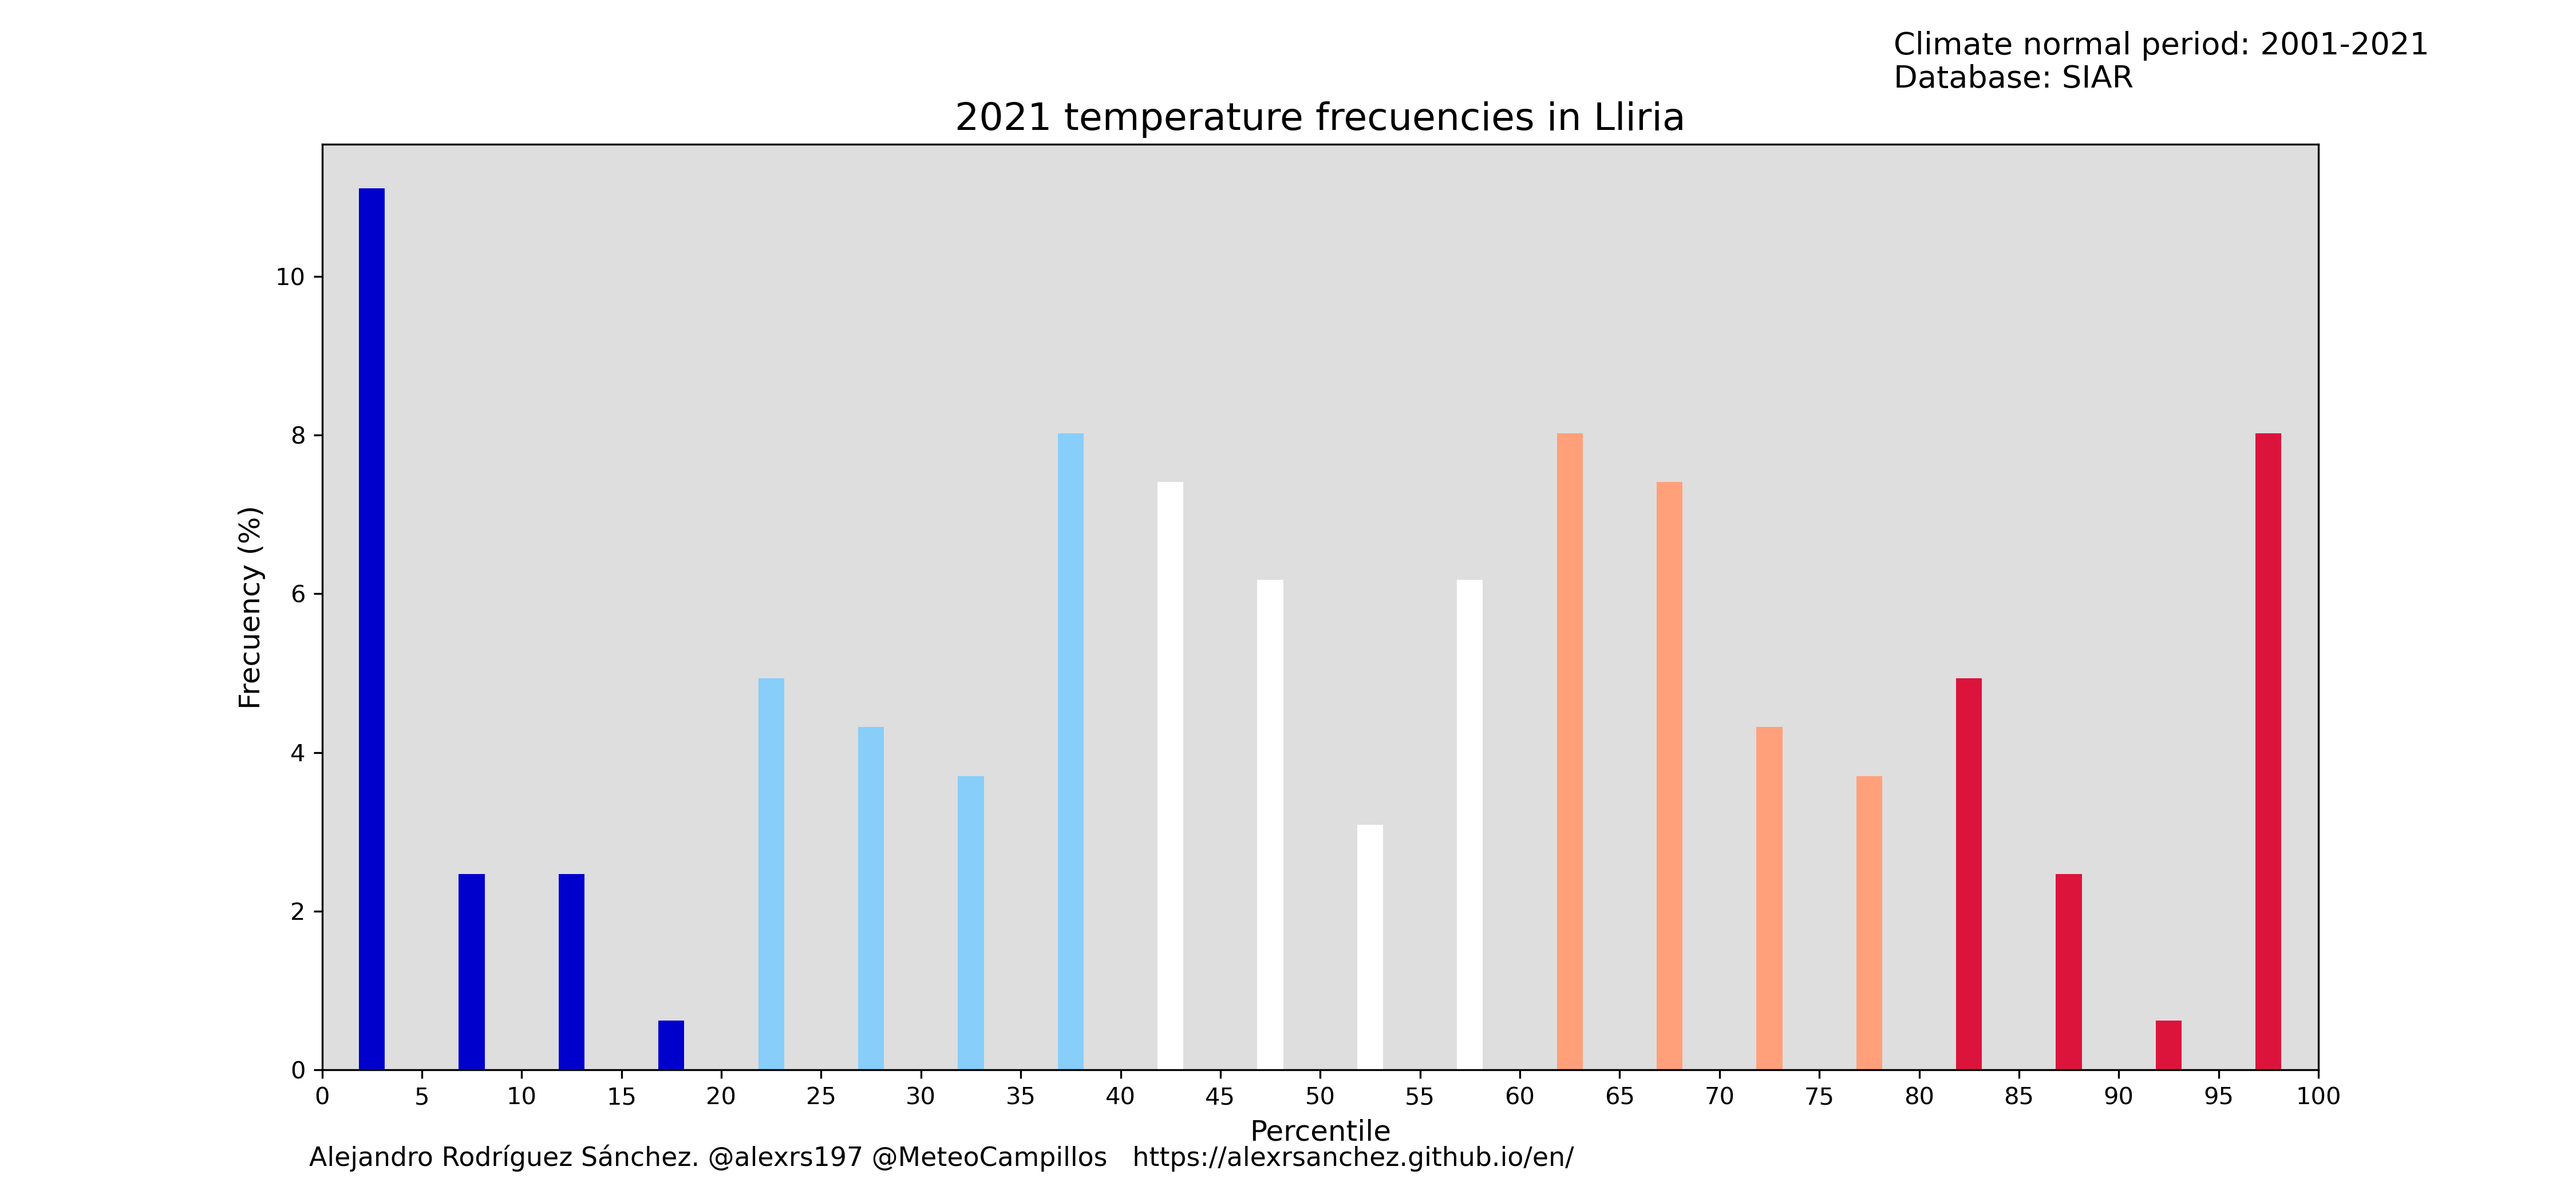 Climate normal period: 2001-2021
Database: SIAR
2021 temperature frecuencies in Lliria
Frecuency (%)
10
8
6
4
2
0
0 5 10 15 20 25 30 35 40 45 50 55 60 65 70 75 80 85 90 95 100
Percentile
Alejandro Rodríguez Sánchez. @alexrs197 @MeteoCampillos https://alexrsanchez.github.io/en/